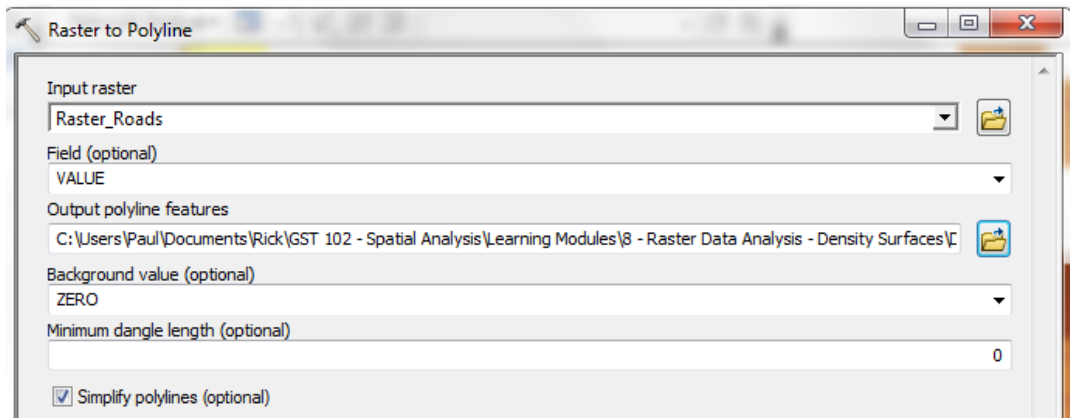 Raster to Polyline
Input raster
Raster_Roads
Field (optional)
VALUE
Output polyline features
C:\Users\Paul\Documents\Rick\GST 102 - Spatial Analysis\Learning Modules\8 - Raster Data Analysis - Density Surfaces\
Background value (optional)
ZERO
Minimum dangle length (optional)
0
Simplify polylines (optional)